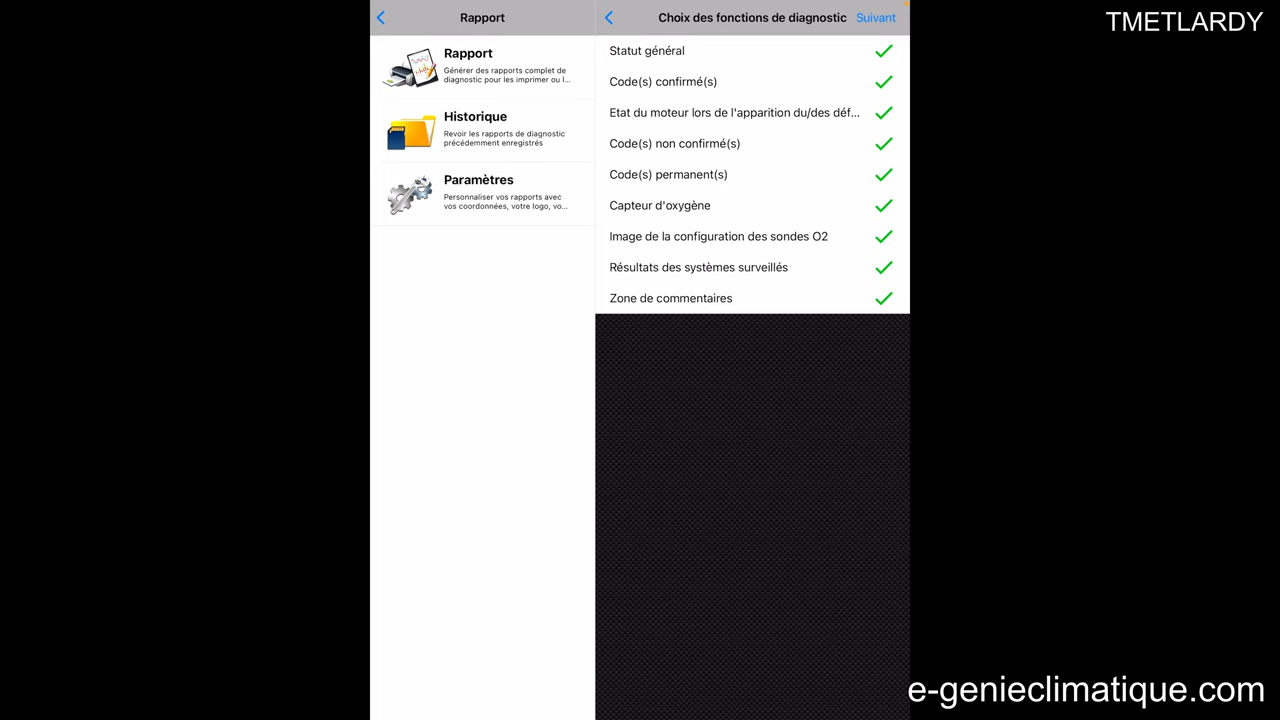 Rapport
Choix des fonctions de diagnostic
Suivant
TMETLARDY
Rapport
Générer des rapports complet de
diagnostic pour les imprimer ou l...
Historique
Revoir les rapports de diagnostic
précédemment enregistrés
Paramètres
Personnaliser vos rapports avec
vos coordonnées, votre logo, vo...
Statut général
Code(s) confirmé(s)
Etat du moteur lors de l'apparition du/des déf...
Code(s) non confirmé(s)
Code(s) permanent(s)
Capteur d'oxygène
Image de la configuration des sondes O2
Résultats des systèmes surveillés
Zone de commentaires
e-genieclimatique.com